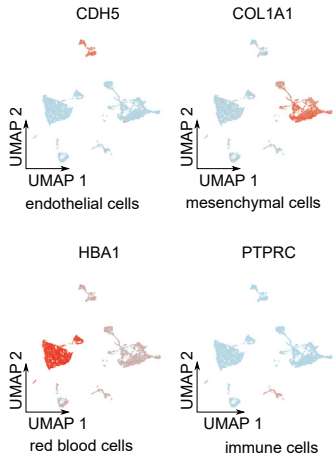 CDH5
COL1A1
UMAP 2
UMAP 1
endothelial cells
UMAP 2
UMAP 1
mesenchymal cells
HBA1
PTPRC
UMAP 2
UMAP 1
red blood cells
UMAP 2
UMAP 1
immune cells